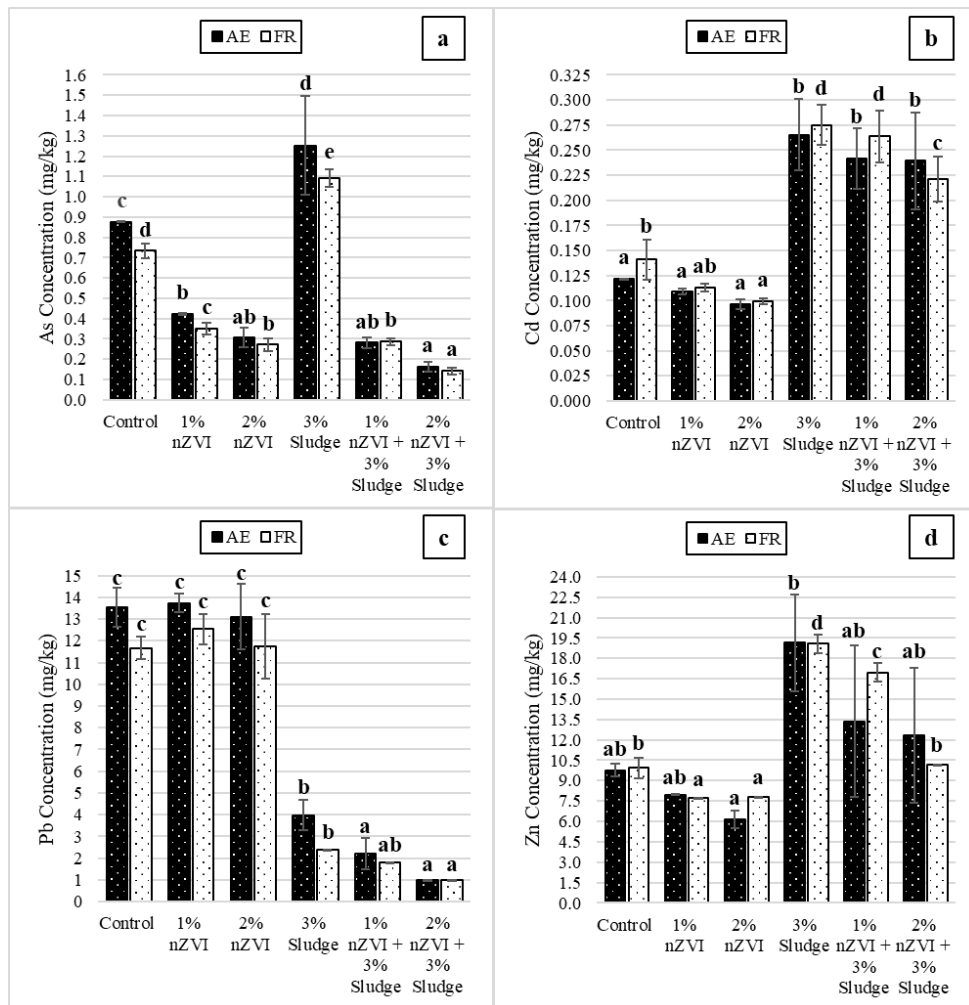 AE FR
a
As Concentration (mg/kg)
1.6
1.5
1.4
1.3
1.2
1.1
1.0
0.9
0.8
0.7
0.6
0.5
0.4
0.3
0.2
0.1
0.0
c d b c ab b d e ab b a a
Control 1% 2% 3% 1% 2%
nZVI nZVI Sludge nZVI + nZVI +
3% 3%
Sludge Sludge
AE FR
b
Cd Concentration (mg/kg)
0.325
0.300
0.275
0.250
0.225
0.200
0.175
0.150
0.125
0.100
0.075
0.050
0.025
0.000
a b a ab a a b d b d b c
Control 1% 2% 3% 1% 2%
nZVI nZVI Sludge nZVI + nZVI +
3% 3%
Sludge Sludge
AE FR
c
Pb Concentration (mg/kg)
15
14
13
12
11
10
9
8
7
6
5
4
3
2
1
0
c c c c c c b b a ab a a
Control 1% 2% 3% 1% 2%
nZVI nZVI Sludge nZVI + nZVI +
3% 3%
Sludge Sludge
AE FR
d
Zn Concentration (mg/kg)
24.0
22.5
21.0
19.5
18.0
16.5
15.0
13.5
12.0
10.5
9.0
7.5
6.0
4.5
3.0
1.5
0.0
ab b ab a a a b d ab c ab b
Control 1% 2% 3% 1% 2%
nZVI nZVI Sludge nZVI + nZVI +
3% 3%
Sludge Sludge